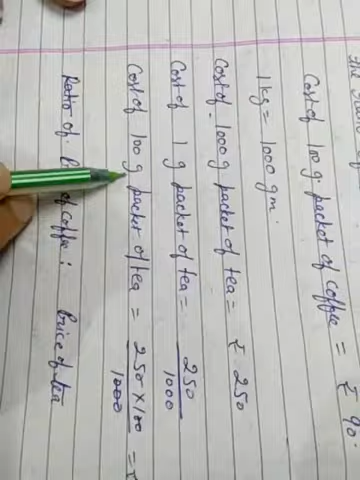 Cost of 100 g. packet of coffee = ₹ 90.
1 kg = 1000 gm.
Cost of 1000 g packet of tea = ₹ 250
Cost of 1 g packet of tea = 250/1000
Cost of 100 g packet of tea = 250 × 100/1000 = ₹
Ratio of of coffee : Price of tea